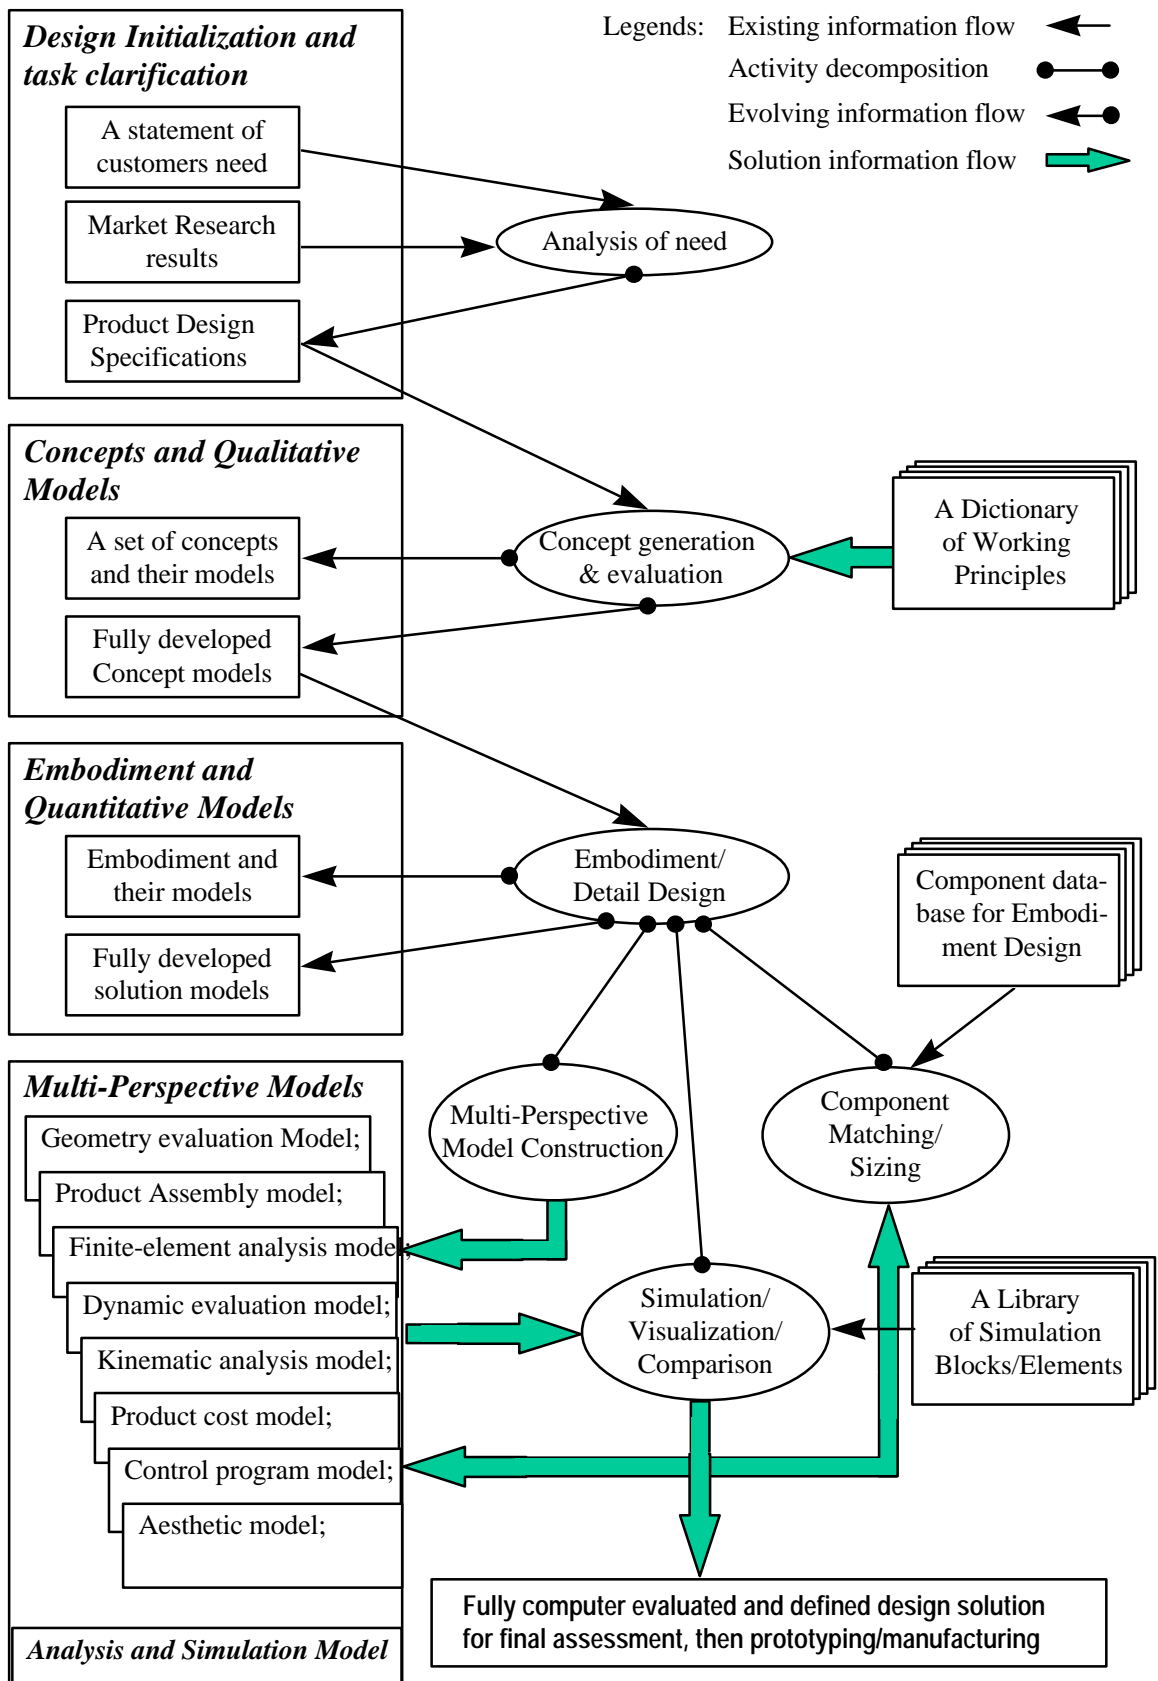 Design Initialization and
task clarification
A statement of
customers need
Market Research
results
Product Design
Specifications
Legends: Existing information flow
Activity decomposition
Evolving information flow
Solution information flow
Analysis of need
Concepts and Qualitative
Models
A set of concepts
and their models
Fully developed
Concept models
Concept generation
& evaluation
A Dictionary
of Working
Principles
Embodiment and
Quantitative Models
Embodiment and
their models
Fully developed
solution models
Embodiment/
Detail Design
Component data-
base for Embodi-
ment Design
Multi-Perspective Models
Geometry evaluation Model;
Product Assembly model;
Finite-element analysis model;
Dynamic evaluation model;
Kinematic analysis model;
Product cost model;
Control program model;
Aesthetic model;
Analysis and Simulation Model
Multi-Perspective
Model Construction
Component
Matching/
Sizing
Simulation/
Visualization/
Comparison
A Library
of Simulation
Blocks/Elements
Fully computer evaluated and defined design solution
for final assessment, then prototyping/manufacturing